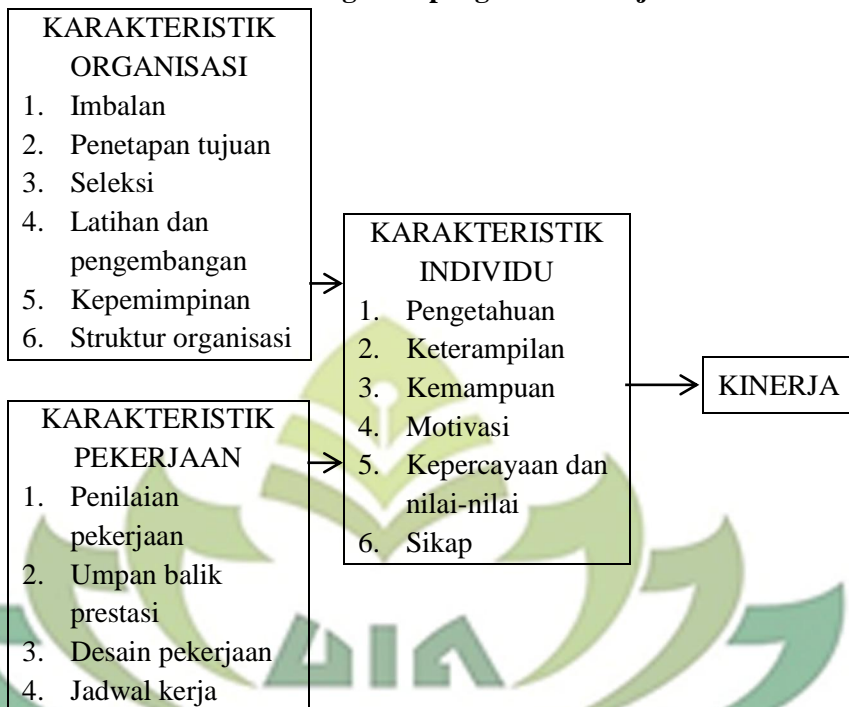 KARAKTERISTIK
ORGANISASI
1. Imbalan
2. Penetapan tujuan
3. Seleksi
4. Latihan dan
pengembangan
5. Kepemimpinan
6. Struktur organisasi
KARAKTERISTIK
PEKERJAAN
1. Penilaian
pekerjaan
2. Umpan balik
prestasi
3. Desain pekerjaan
4. Jadwal kerja
KARAKTERISTIK
INDIVIDU
1. Pengetahuan
2. Keterampilan
3. Kemampuan
4. Motivasi
5. Kepercayaan dan
nilai-nilai
6. Sikap
KINERJA